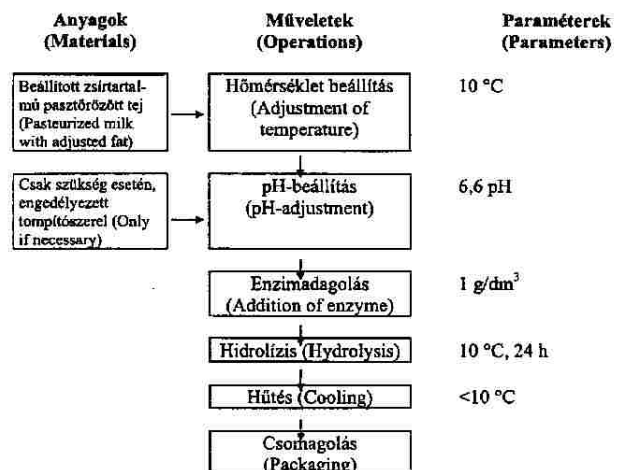 Anyagok
(Materials)
Műveletek
(Operations)
Paraméterek
(Parameters)
Beállított zsírtartal-
mú pasztőrözött tej
(Pasteurized milk
with adjusted fat)
Hőmérséklet beállítás
(Adjustment of
temperature)
10 °C
Csak szükség esetén,
engedélyezett
tompítószerel (Only
if necessary)
pH-beállítás
(pH-adjustment)
6,6 pH
Enzimadagolás
(Addition of enzyme)
1 g/dm³
Hidrolízis (Hydrolysis)
10 °C, 24 h
Hűtés (Cooling)
<10 °C
Csomagolás
(Packaging)